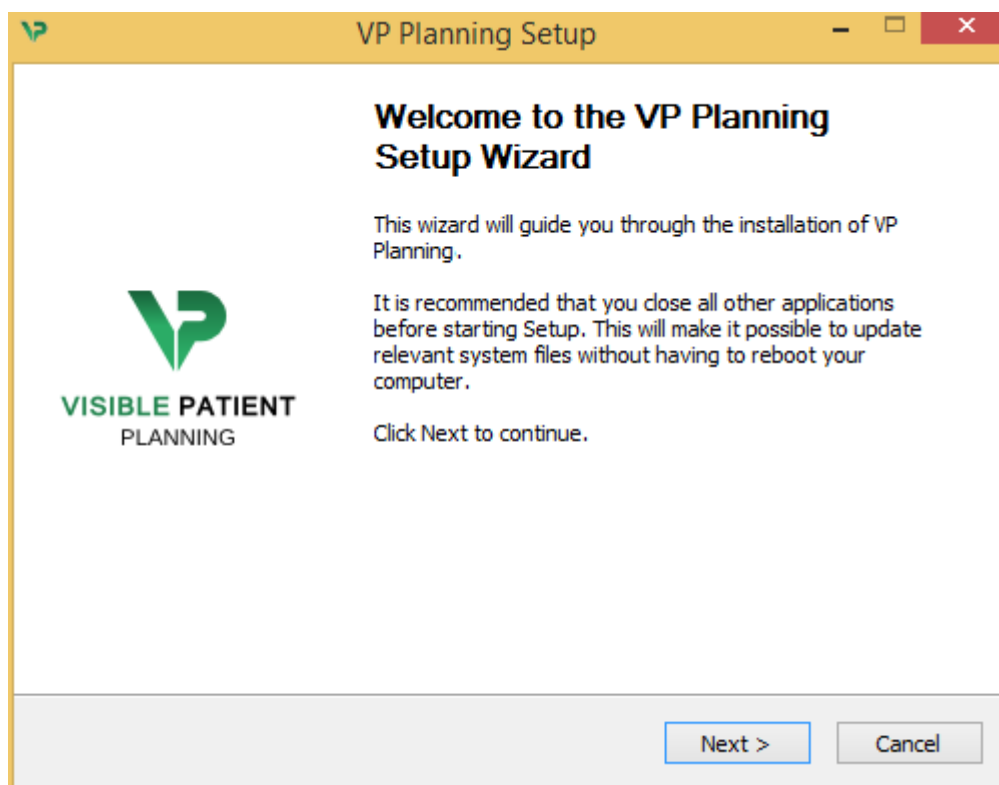 VP Planning Setup
Welcome to the VP Planning
Setup Wizard
This wizard will guide you through the installation of VP
Planning.
It is recommended that you close all other applications
before starting Setup. This will make it possible to update
relevant system files without having to reboot your
computer.
Click Next to continue.
VISIBLE PATIENT
PLANNING
Next >
Cancel